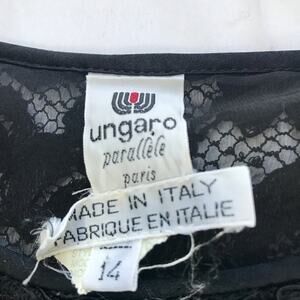 ungaro
parallèle
paris
MADE IN ITALY
FABRIQUE EN ITALIE
14